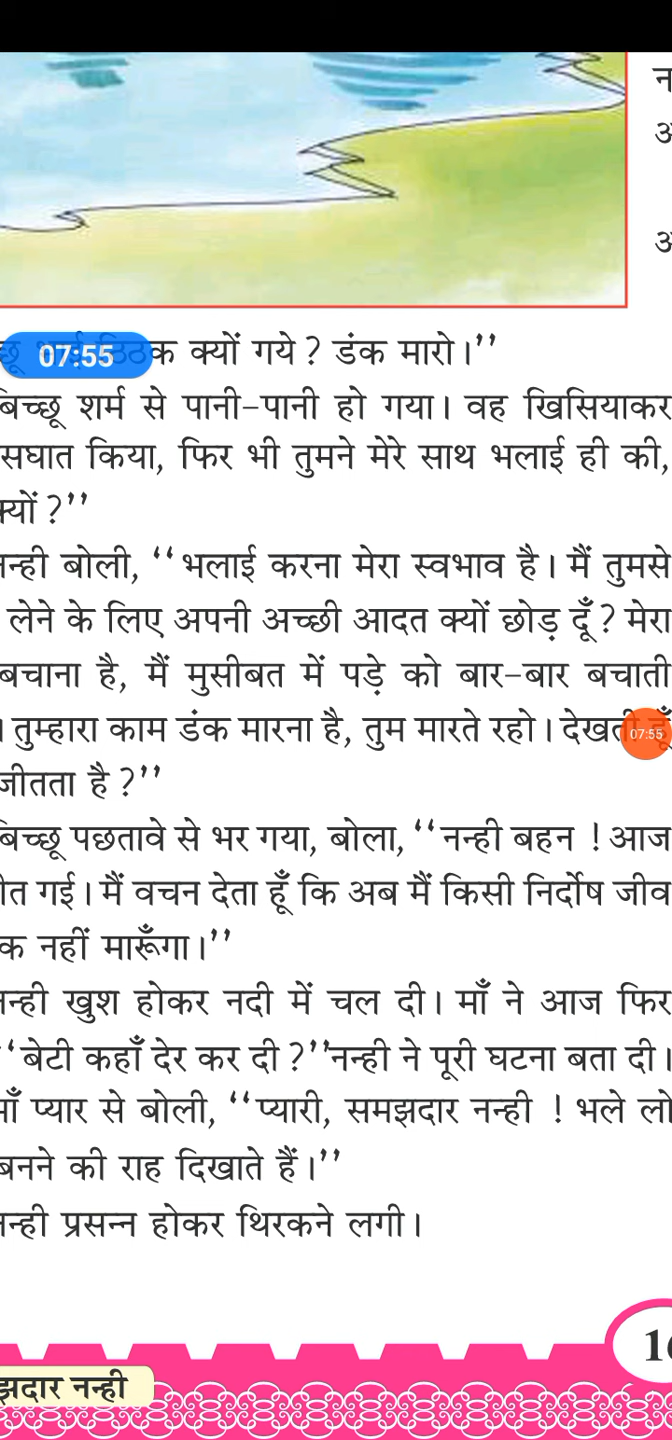 न
अ
अ
07:55
क क्यों गये ? डंक मारो।’’
बिच्छू शर्म से पानी–पानी हो गया। वह खिसियाकर
सघात किया, फिर भी तुमने मेरे साथ भलाई ही की,
क्यों ?’’
नन्ही बोली, ‘‘ भलाई करना मेरा स्वभाव है। मैं तुमसे
लेने के लिए अपनी अच्छी आदत क्यों छोड़ दूँ ? मेरा
बचाना है, मैं मुसीबत में पड़े को बार–बार बचाती
। तुम्हारा काम डंक मारना है, तुम मारते रहो। देखती हूँ
07:55
जीतता है ?’’
बिच्छू पछतावे से भर गया, बोला, ‘‘नन्ही बहन ! आज
ीत गई। मैं वचन देता हूँ कि अब मैं किसी निर्दोष जीव
क नहीं मारूँगा।’’
नन्ही खुश होकर नदी में चल दी। माँ ने आज फिर
‘बेटी कहाँ देर कर दी ?’’नन्ही ने पूरी घटना बता दी।
माँ प्यार से बोली, ‘‘प्यारी, समझदार नन्ही ! भले लो
बनने की राह दिखाते हैं।’’
नन्ही प्रसन्न होकर थिरकने लगी।
झदार नन्ही